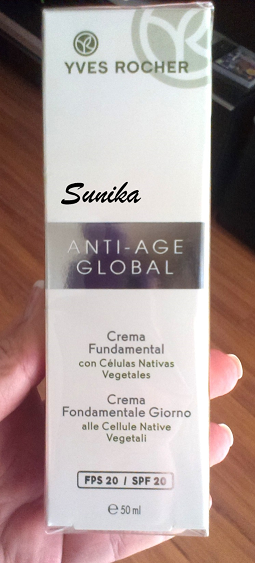 YVES ROCHER
Sunika
ANTI-AGE
GLOBAL
Crema
Fundamental
con Células Nativas
Vegetales
Crema
Fondamentale Giorno
alle Cellule Native
Vegetali
FPS 20 / SPF 20
℮ 50 ml